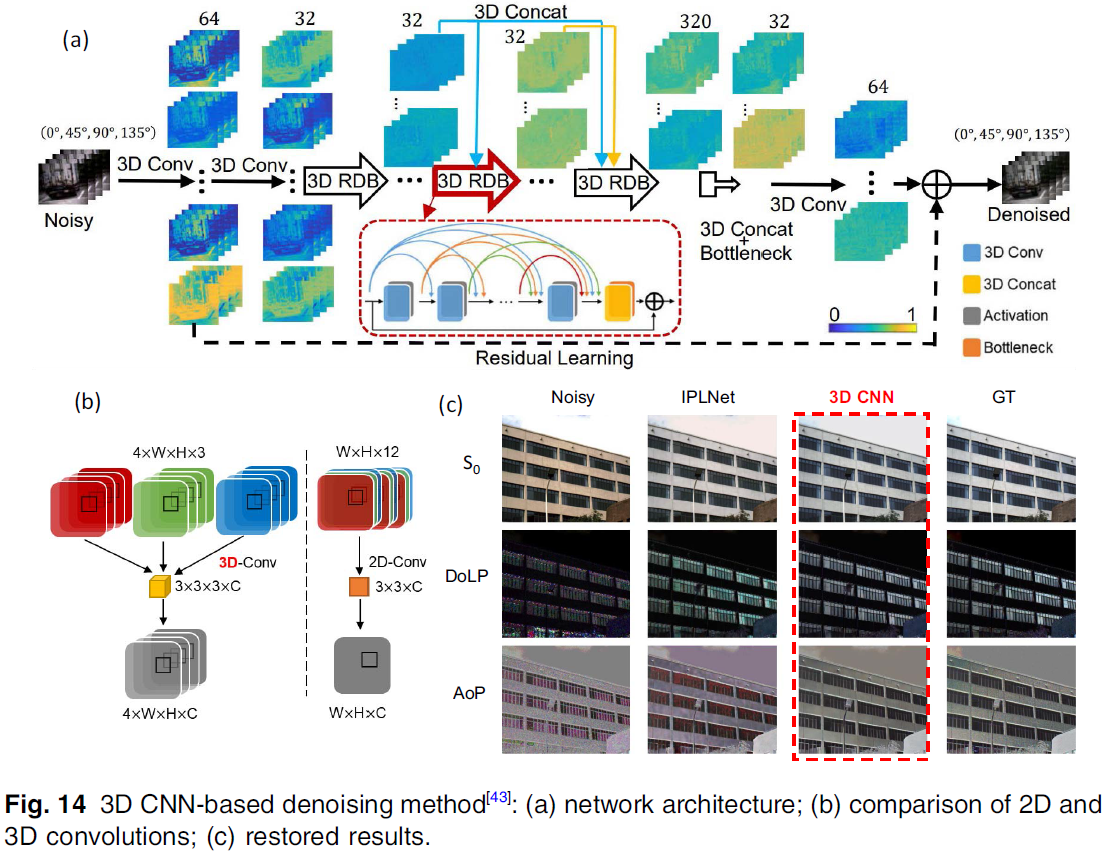 (a)
64
32
32
3D Concat
32
320
32
64
(0°, 45°, 90°, 135°)
Noisy
3D Conv
3D Conv
3D RDB
3D RDB
3D RDB
3D Concat
+
Bottleneck
3D Conv
(0°, 45°, 90°, 135°)
Denoised
3D Conv
3D Concat
Activation
Bottleneck
0 1
Residual Learning
(b)
4×W×H×3
W×H×12
3D-Conv
3×3×3×C
2D-Conv
3×3×C
4×W×H×C
W×H×C
(c)
Noisy IPLNet 3D CNN GT
S0
DoLP
AoP
Fig. 14 3D CNN-based denoising method[43]: (a) network architecture; (b) comparison of 2D and
3D convolutions; (c) restored results.